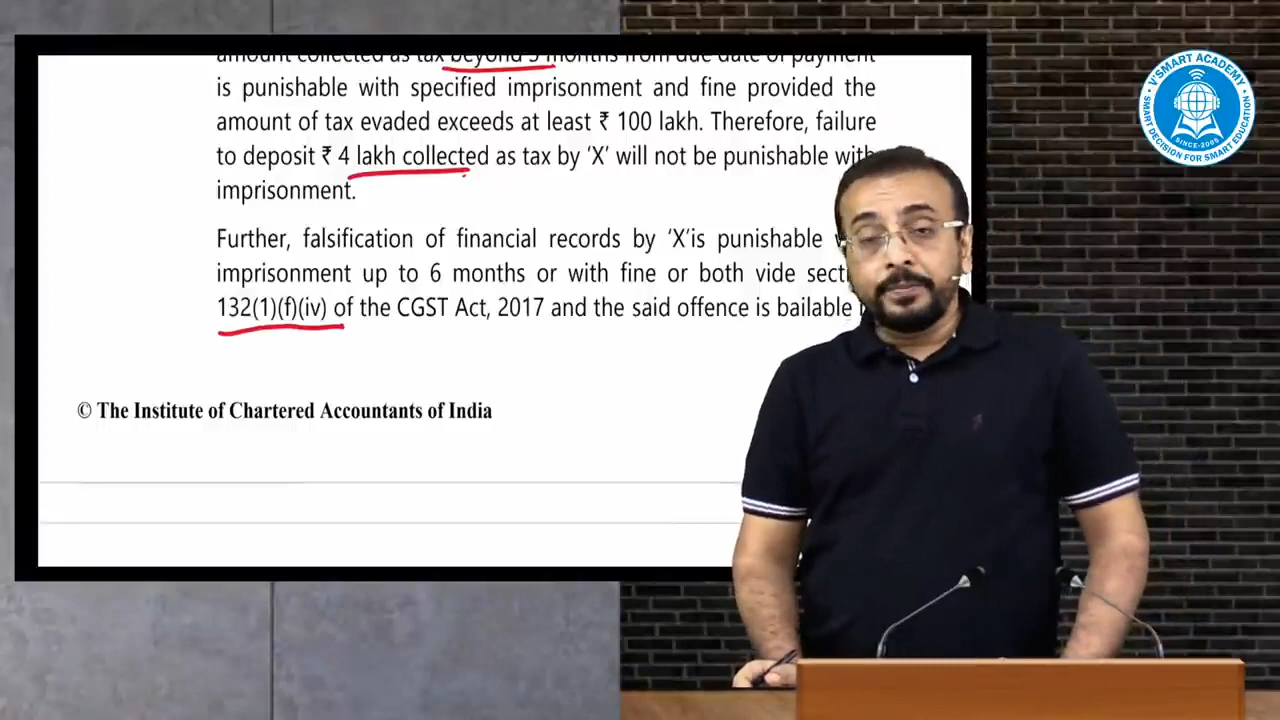 amount collected as tax beyond 3 months from due date of payment
is punishable with specified imprisonment and fine provided the
amount of tax evaded exceeds at least ₹ 100 lakh. Therefore, failure
to deposit ₹ 4 lakh collected as tax by ‘X’ will not be punishable with
imprisonment.
Further, falsification of financial records by ‘X’is punishable
imprisonment up to 6 months or with fine or both vide
132(1)(f)(iv) of the CGST Act, 2017 and the said offence is bailable
© The Institute of Chartered Accountants of India
V'SMART ACADEMY
SMART DECISION FOR SMART EDUCATION
SINCE-2005